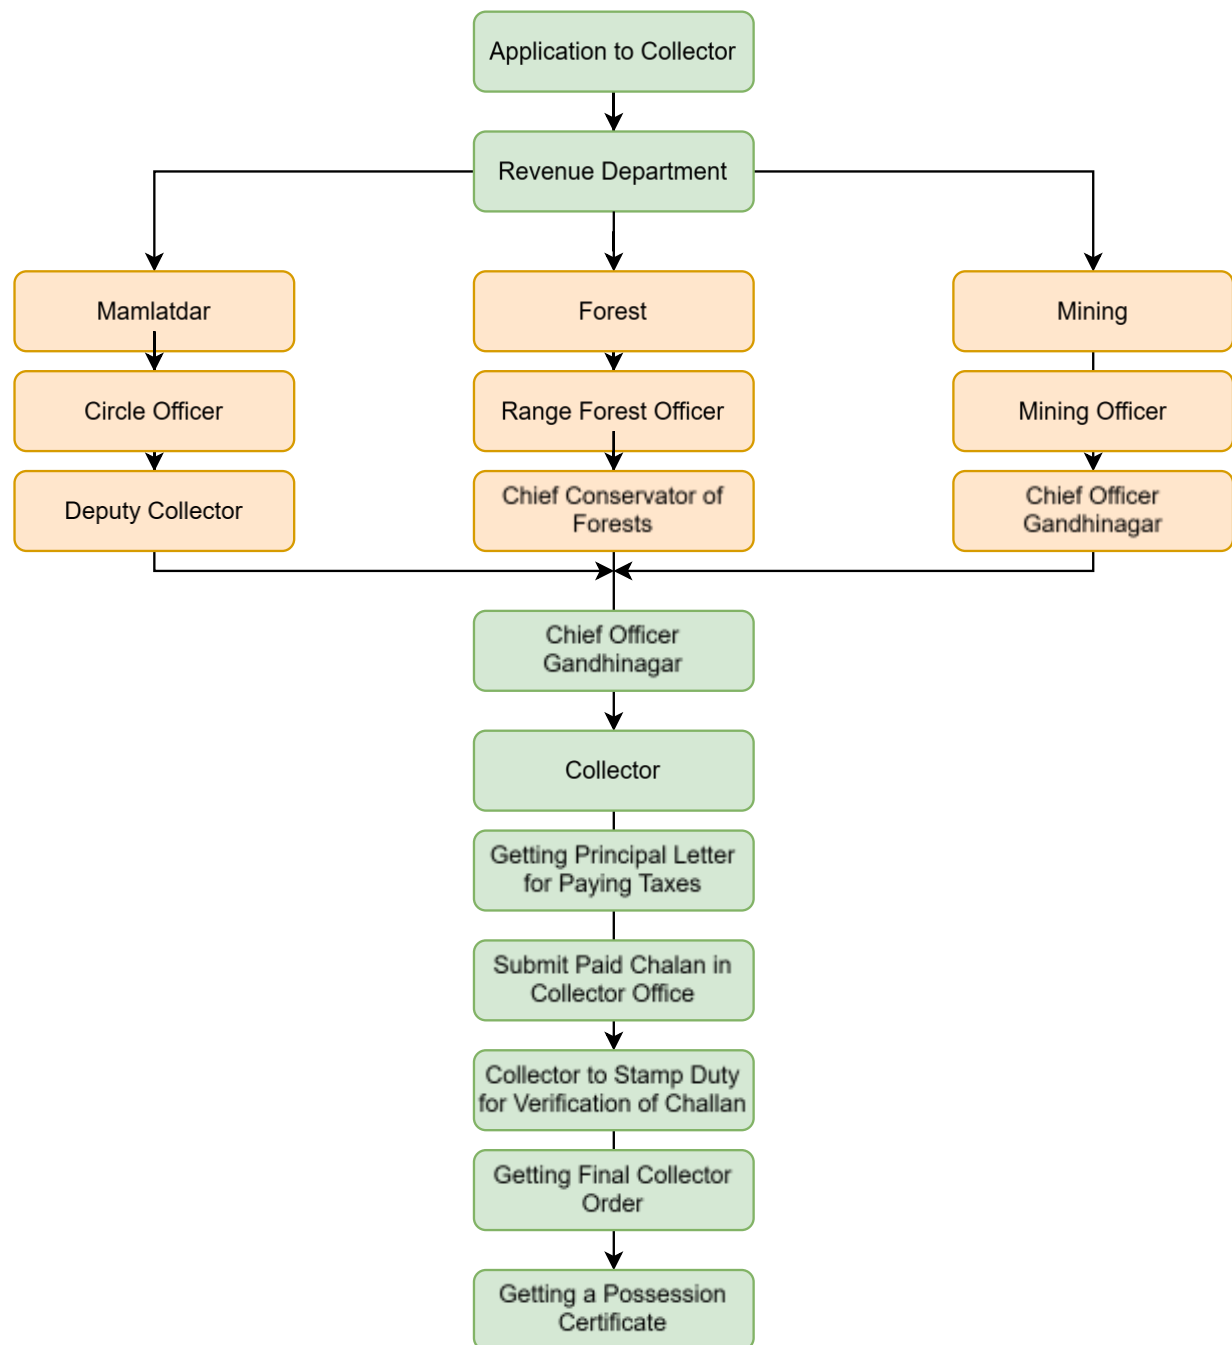 Application to Collector
Revenue Department
Mamlatdar
Forest
Mining
Circle Officer
Range Forest Officer
Mining Officer
Deputy Collector
Chief Conservator of
Forests
Chief Officer
Gandhinagar
Chief Officer
Gandhinagar
Collector
Getting Principal Letter
for Paying Taxes
Submit Paid Chalan in
Collector Office
Collector to Stamp Duty
for Verification of Challan
Getting Final Collector
Order
Getting a Possession
Certificate